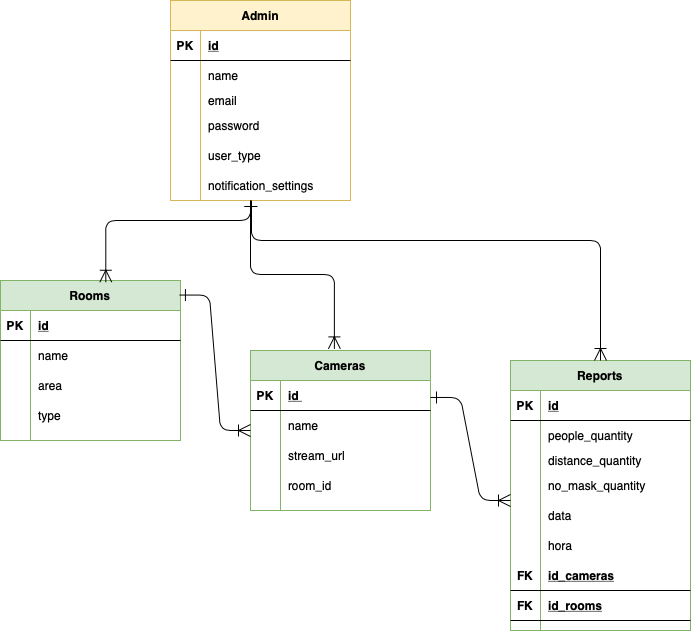 Admin
PK id
name
email
password
user_type
notification_settings
Rooms
PK id
name
area
type
Cameras
PK id
name
stream_url
room_id
Reports
PK id
people_quantity
distance_quantity
no_mask_quantity
data
hora
FK id_cameras
FK id_rooms